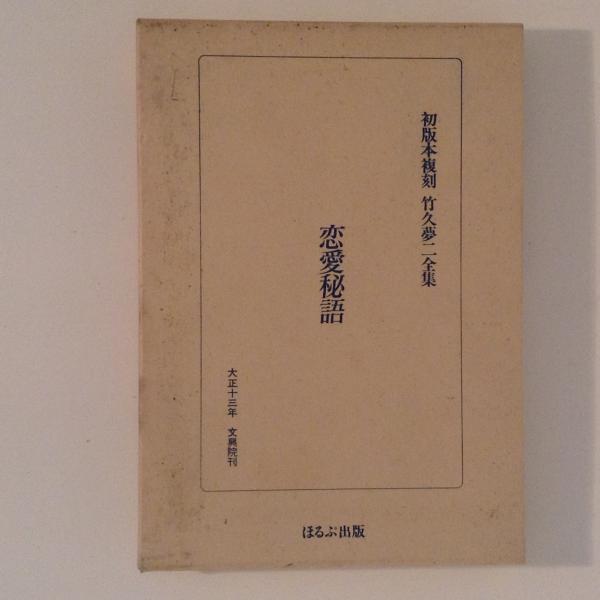 初版本複刻 竹久夢二全集
恋愛秘語
大正十三年 文興院刊
ほるぷ出版